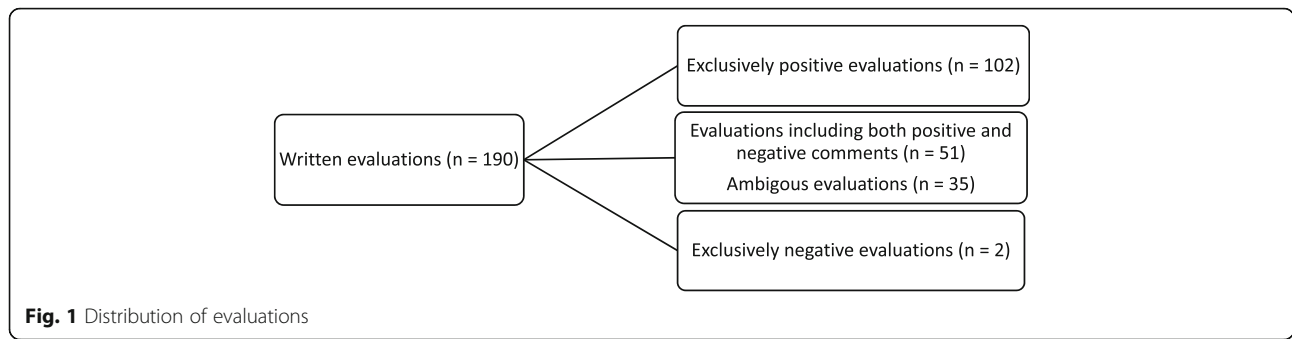 Exclusively positive evaluations (n = 102)
Written evaluations (n = 190)
Evaluations including both positive and
negative comments (n = 51)
Ambigous evaluations (n = 35)
Exclusively negative evaluations (n = 2)
Fig. 1 Distribution of evaluations